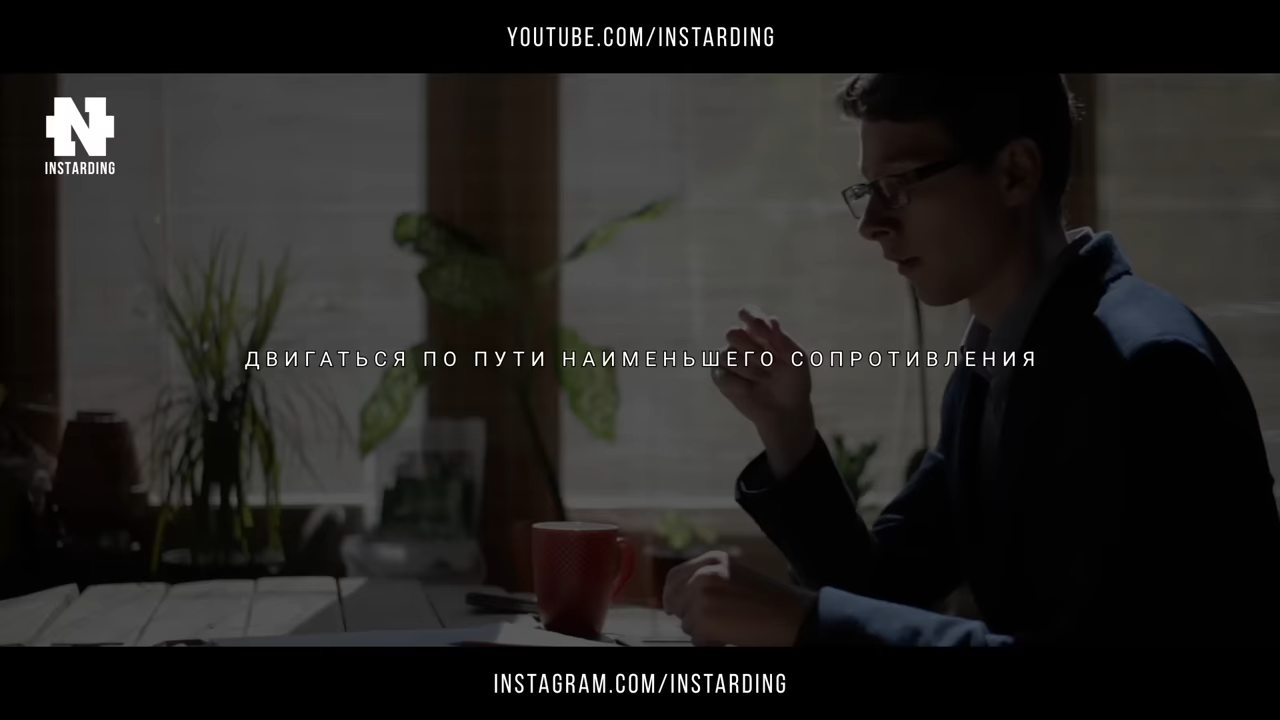 YOUTUBE.COM/INSTARDING
N
INSTARDING
ДВИГАТЬСЯ ПО ПУТИ НАИМЕНЬШЕГО СОПРОТИВЛЕНИЯ
INSTAGRAM.COM/INSTARDING